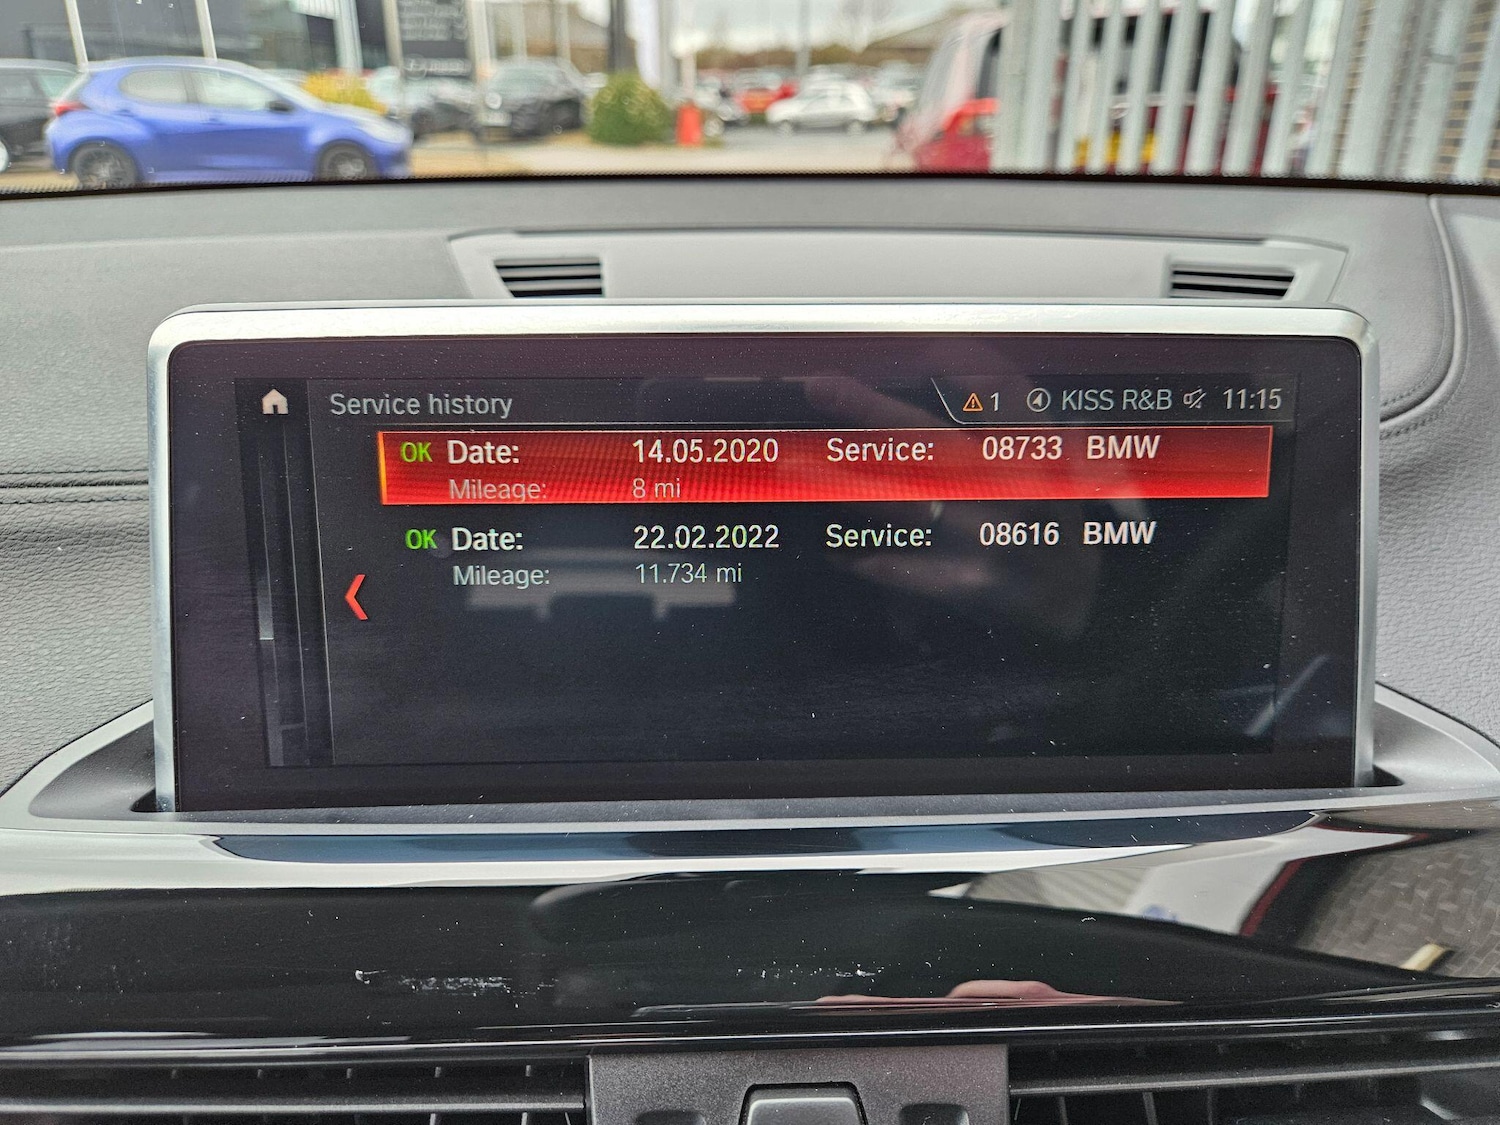 Service history 1 KISS R&B 11:15
OK Date: 14.05.2020 Service: 08733 BMW
Mileage: 8 mi
OK Date: 22.02.2022 Service: 08616 BMW
Mileage: 11.734 mi